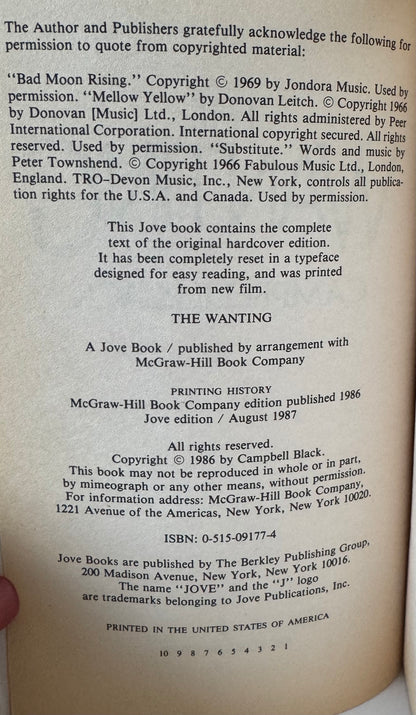 The Author and Publishers gratefully acknowledge the following for
permission to quote from copyrighted material:
“Bad Moon Rising.” Copyright © 1969 by Jondora Music. Used by
permission. “Mellow Yellow” by Donovan Leitch. © Copyright 1966
by Donovan [Music] Ltd., London. All rights administered by Peer
International Corporation. International copyright secured. All rights
reserved. Used by permission. “Substitute.” Words and music by
Peter Townshend. © Copyright 1966 Fabulous Music Ltd., London,
England. TRO-Devon Music, Inc., New York, controls all publica-
tion rights for the U.S.A. and Canada. Used by permission.
This Jove book contains the complete
text of the original hardcover edition.
It has been completely reset in a typeface
designed for easy reading, and was printed
from new film.
THE WANTING
A Jove Book / published by arrangement with
McGraw-Hill Book Company
PRINTING HISTORY
McGraw-Hill Book Company edition published 1986
Jove edition / August 1987
All rights reserved.
Copyright © 1986 by Campbell Black.
This book may not be reproduced in whole or in part,
by mimeograph or any other means, without permission.
For information address: McGraw-Hill Book Company,
1221 Avenue of the Americas, New York, New York 10020.
ISBN: 0-515-09177-4
Jove Books are published by The Berkley Publishing Group,
200 Madison Avenue, New York, New York 10016.
The name “JOVE” and the “J” logo
are trademarks belonging to Jove Publications, Inc.
PRINTED IN THE UNITED STATES OF AMERICA
10 9 8 7 6 5 4 3 2 1